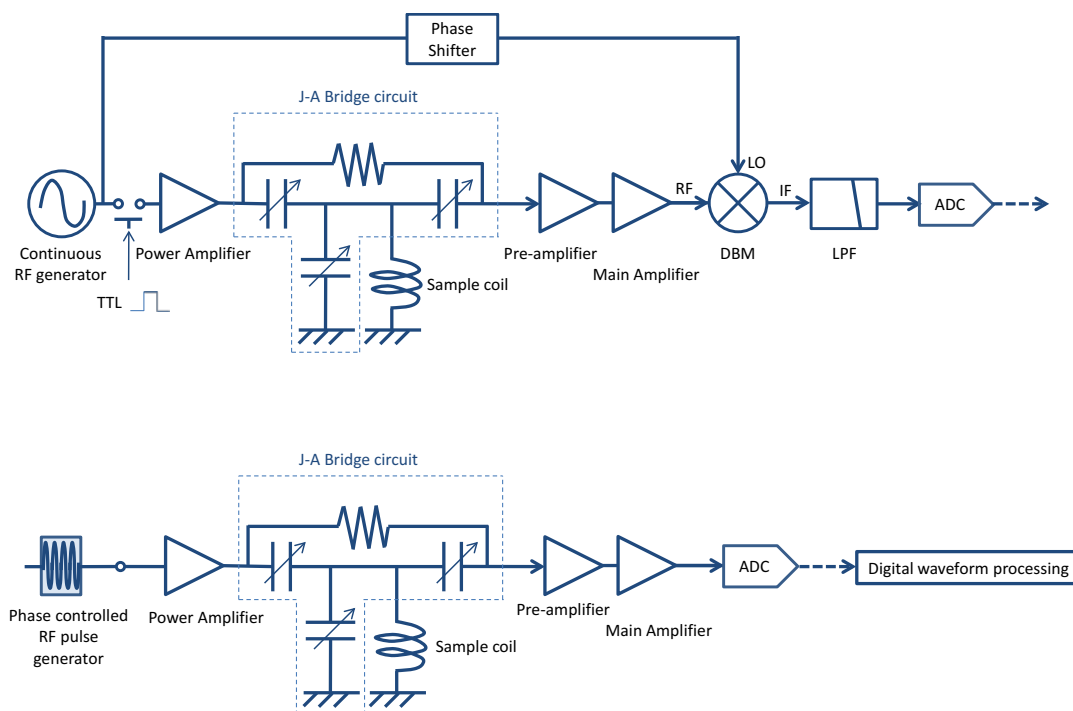 Phase
Shifter
J-A Bridge circuit
LO
RF
IF
ADC
Continuous
RF generator
Power Amplifier
Pre-amplifier
Main Amplifier
DBM
LPF
Sample coil
TTL
J-A Bridge circuit
ADC
Digital waveform processing
Phase controlled
RF pulse
generator
Power Amplifier
Pre-amplifier
Main Amplifier
Sample coil